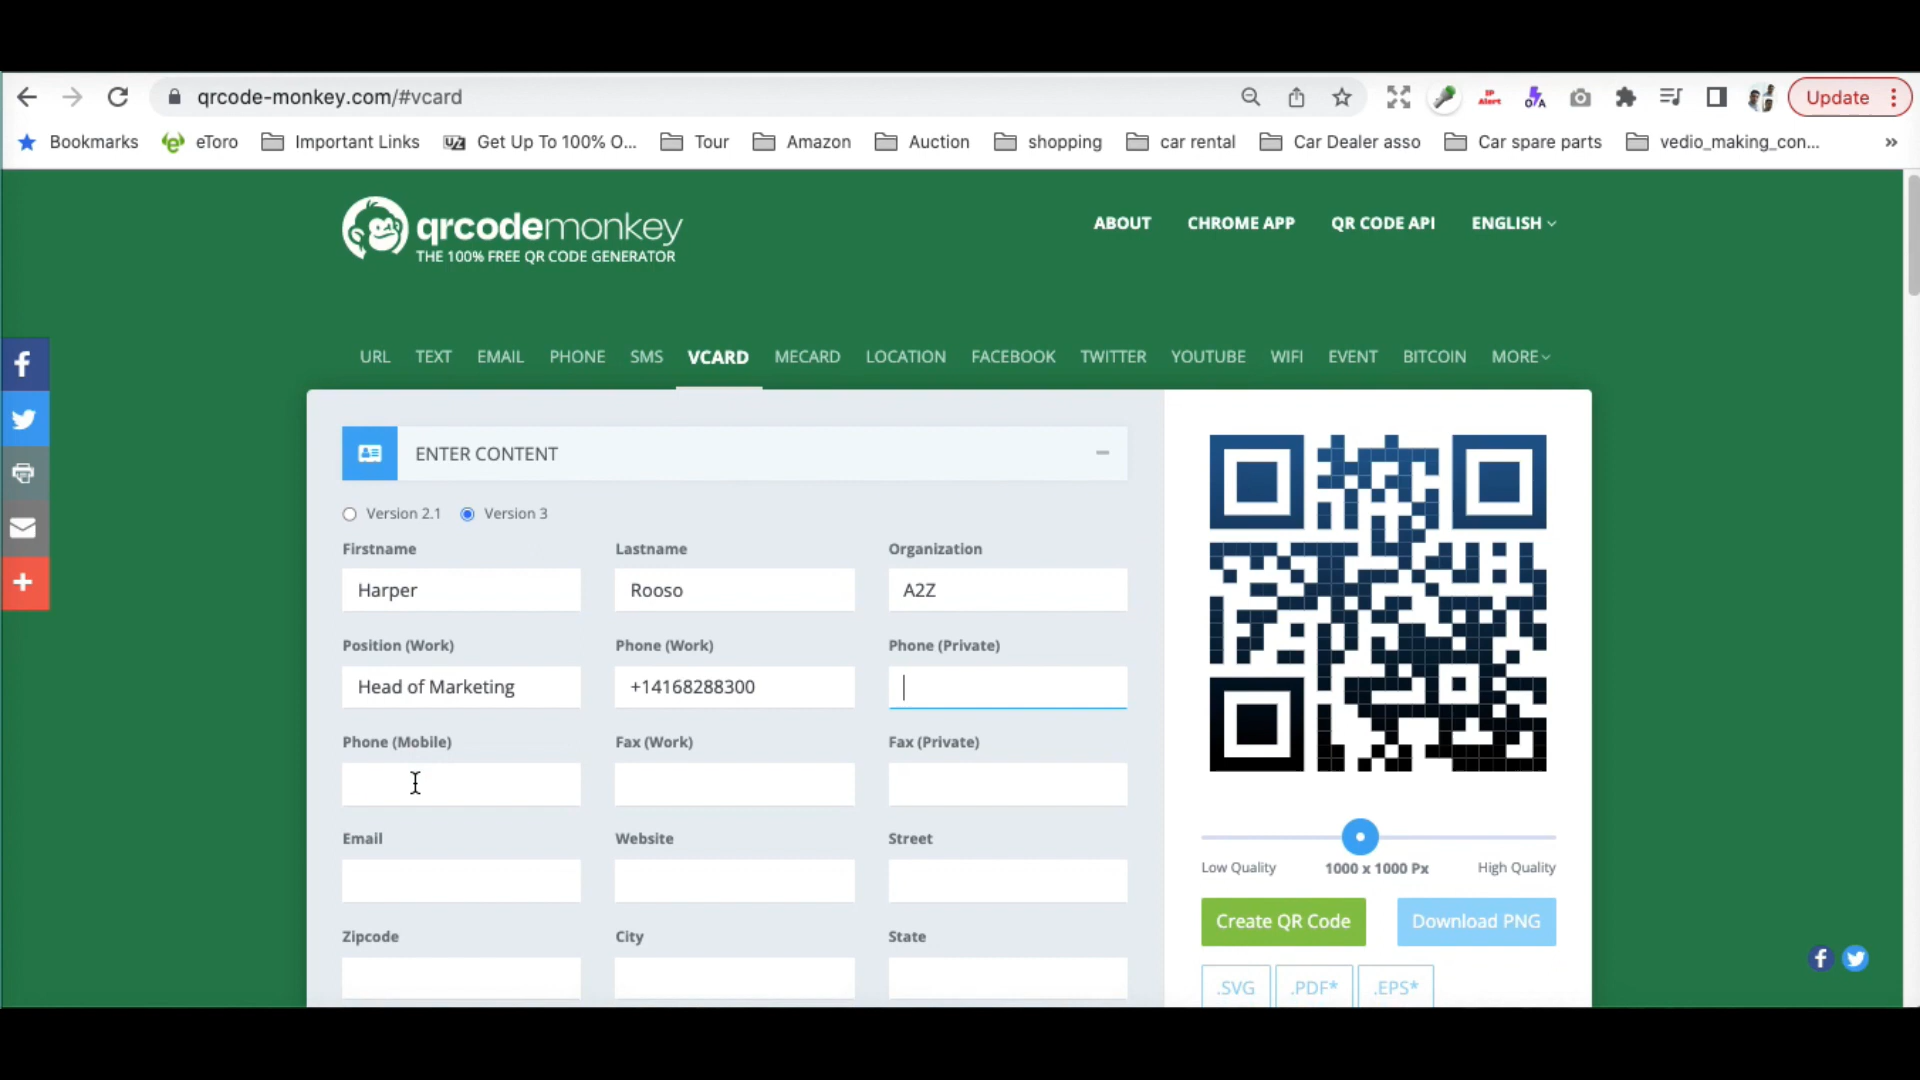 qrcode-monkey.com/#vcard
IP Alert
O/A
Update
Bookmarks eToro Important Links Get Up To 100% O... Tour Amazon Auction shopping car rental Car Dealer asso Car spare parts vedio_making_con... »
qrcodemonkey
THE 100% FREE QR CODE GENERATOR
ABOUT CHROME APP QR CODE API ENGLISH
URL TEXT EMAIL PHONE SMS VCARD MECARD LOCATION FACEBOOK TWITTER YOUTUBE WIFI EVENT BITCOIN MORE
ENTER CONTENT
Version 2.1 Version 3
Firstname Lastname Organization
Harper Rooso A2Z
Position (Work) Phone (Work) Phone (Private)
Head of Marketing +14168288300
Phone (Mobile) Fax (Work) Fax (Private)
Email Website Street
Zipcode City State
Low Quality 1000 x 1000 Px High Quality
Create QR Code Download PNG
.SVG .PDF* .EPS*